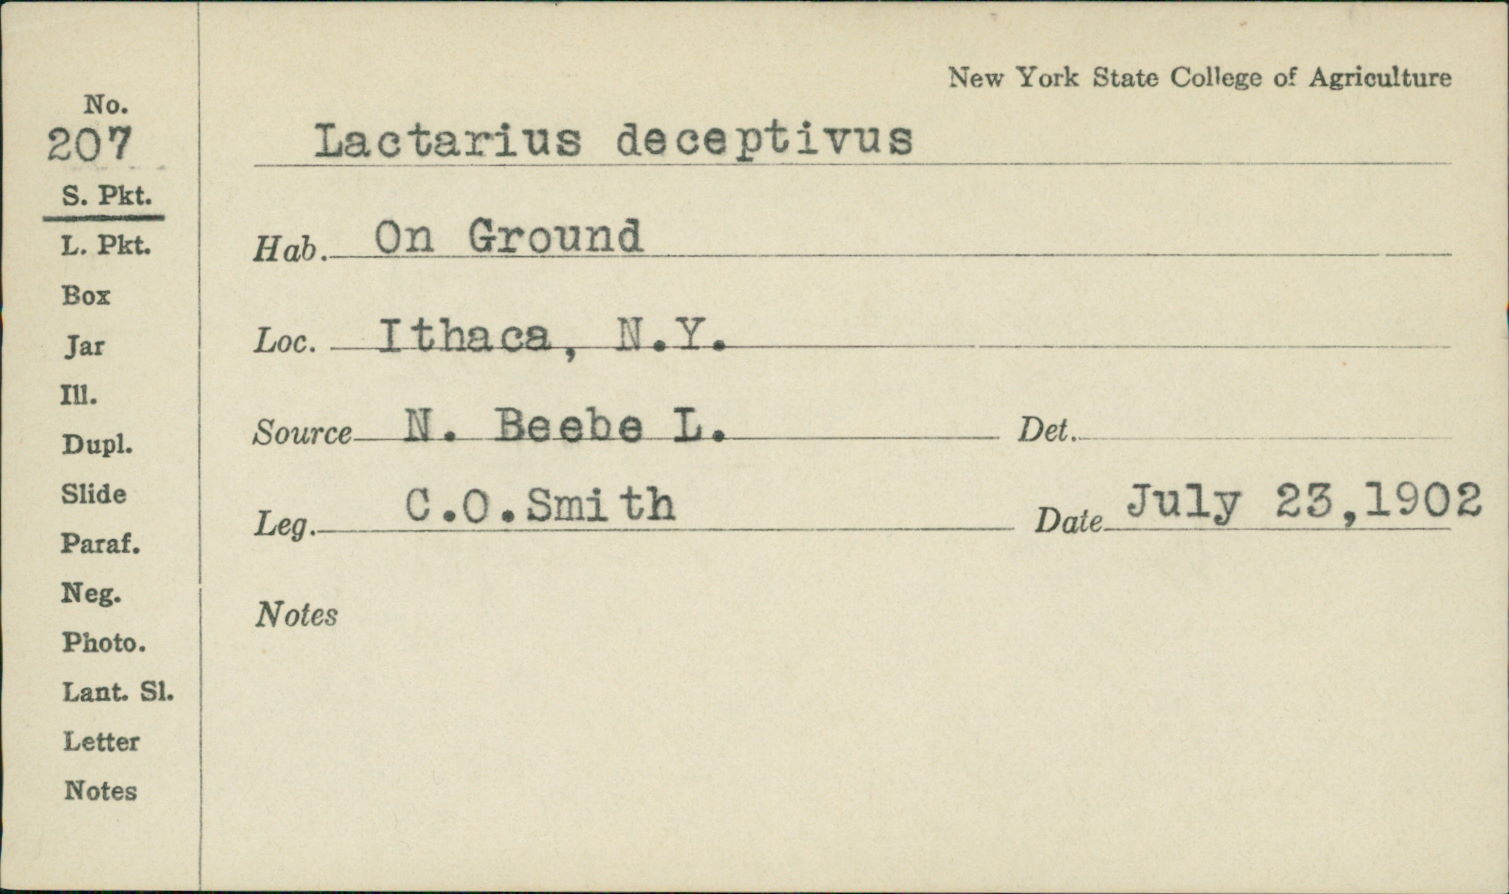 New York State College of Agriculture
No.
207
S. Pkt.
L. Pkt.
Box
Jar
Ill.
Dupl.
Slide
Paraf.
Neg.
Photo.
Lant. Sl.
Letter
Notes
Lactarius deceptivus
Hab. On Ground
Loc. Ithaca, N.Y.
Source N. Beebe L. Det.
Leg. C.O.Smith Date July 23,1902
Notes